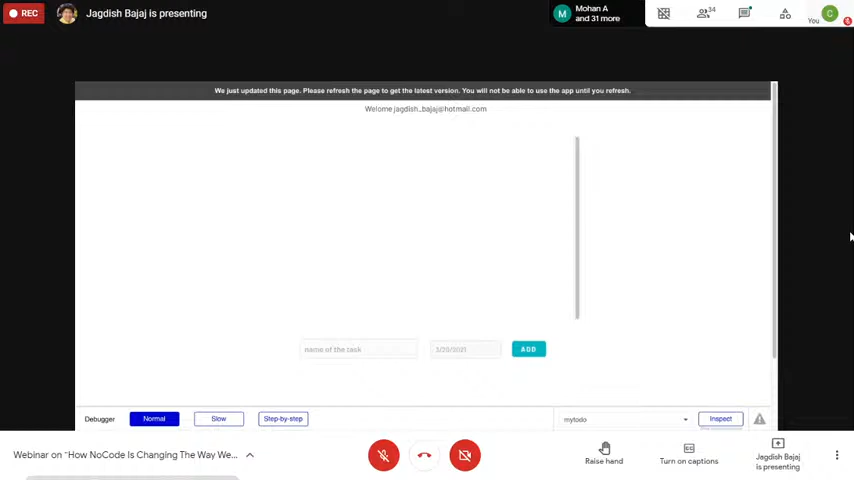 REC
Jagdish Bajaj is presenting
M
Mohan A
and 31 more
34
You
C
We just updated this page. Please refresh the page to get the latest version. You will not be able to use the app until you refresh.
Welome jagdish_bajaj@hotmail.com
name of the task
3/20/2021
ADD
Debugger
Normal
Slow
Step-by-step
mytodo
Inspect
Webinar on "How NoCode Is Changing The Way We...
Raise hand
Turn on captions
Jagdish Bajaj
is presenting